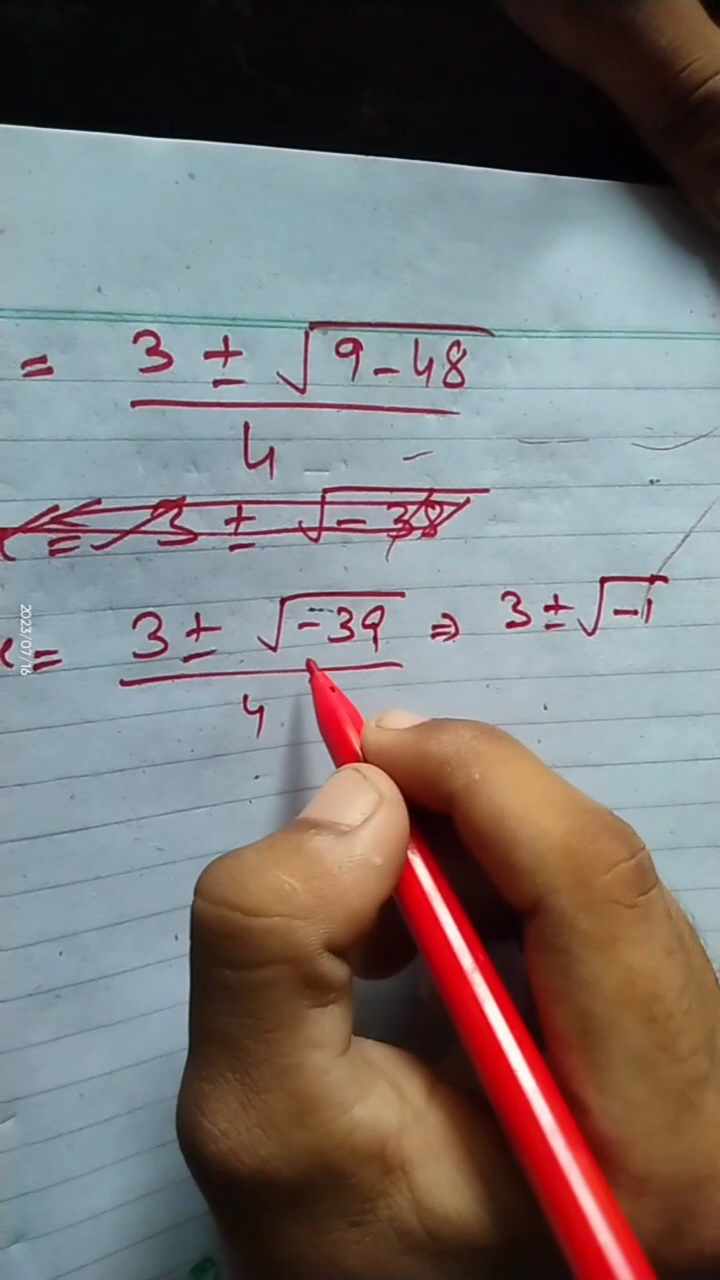 = 3 ± √9-48
4
= 3 ± √-38
x = 3 ± √-39 ⇒ 3 ± √-1
4
2023/07/16